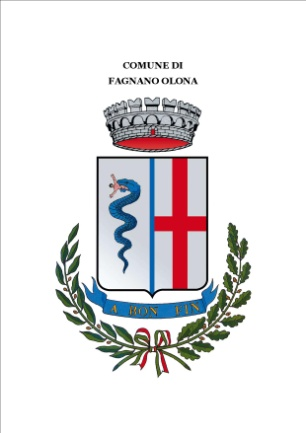 COMUNE DI
FAGNANO OLONA
A BON FIN